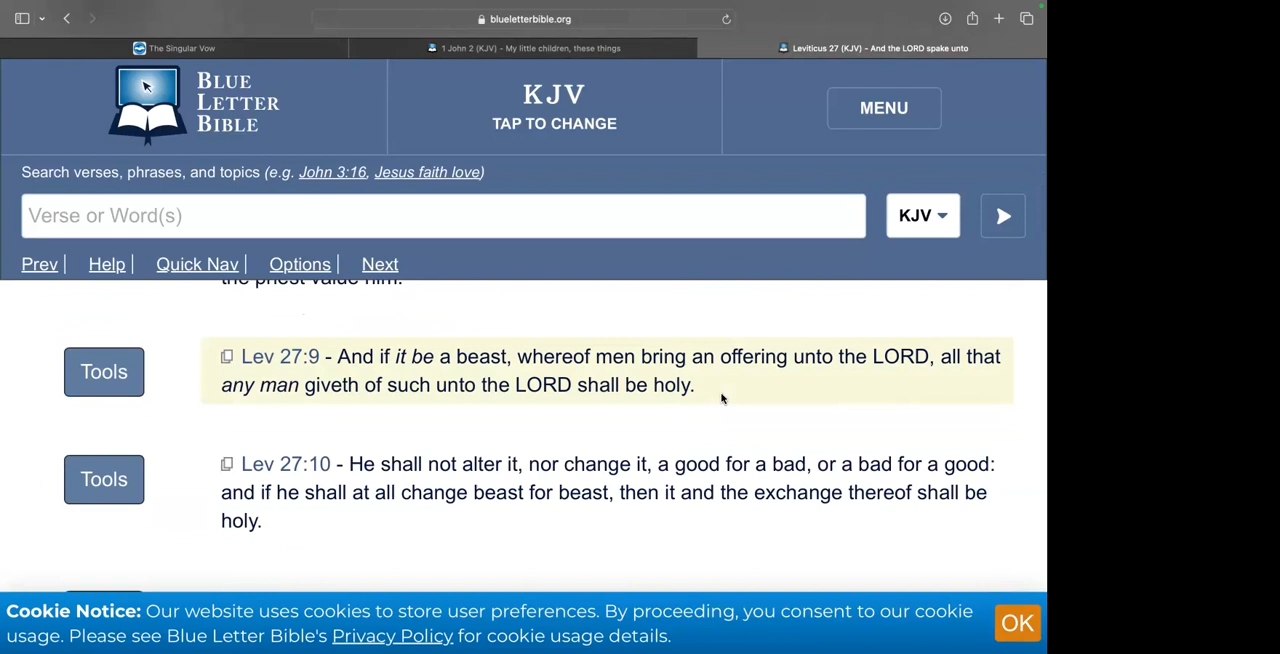 blueletterbible.org
The Singular Vow
1 John 2 (KJV) - My little children, these things
Leviticus 27 (KJV) - And the LORD spake unto
BLUE
LETTER
BIBLE
KJV
TAP TO CHANGE
MENU
Search verses, phrases, and topics (e.g. John 3:16, Jesus faith love)
Verse or Word(s)
KJV
Prev | Help | Quick Nav | Options | Next
the priest value him.
Tools
Lev 27:9 - And if it be a beast, whereof men bring an offering unto the LORD, all that
any man giveth of such unto the LORD shall be holy.
Tools
Lev 27:10 - He shall not alter it, nor change it, a good for a bad, or a bad for a good:
and if he shall at all change beast for beast, then it and the exchange thereof shall be
holy.
Cookie Notice: Our website uses cookies to store user preferences. By proceeding, you consent to our cookie
usage. Please see Blue Letter Bible's Privacy Policy for cookie usage details.
OK